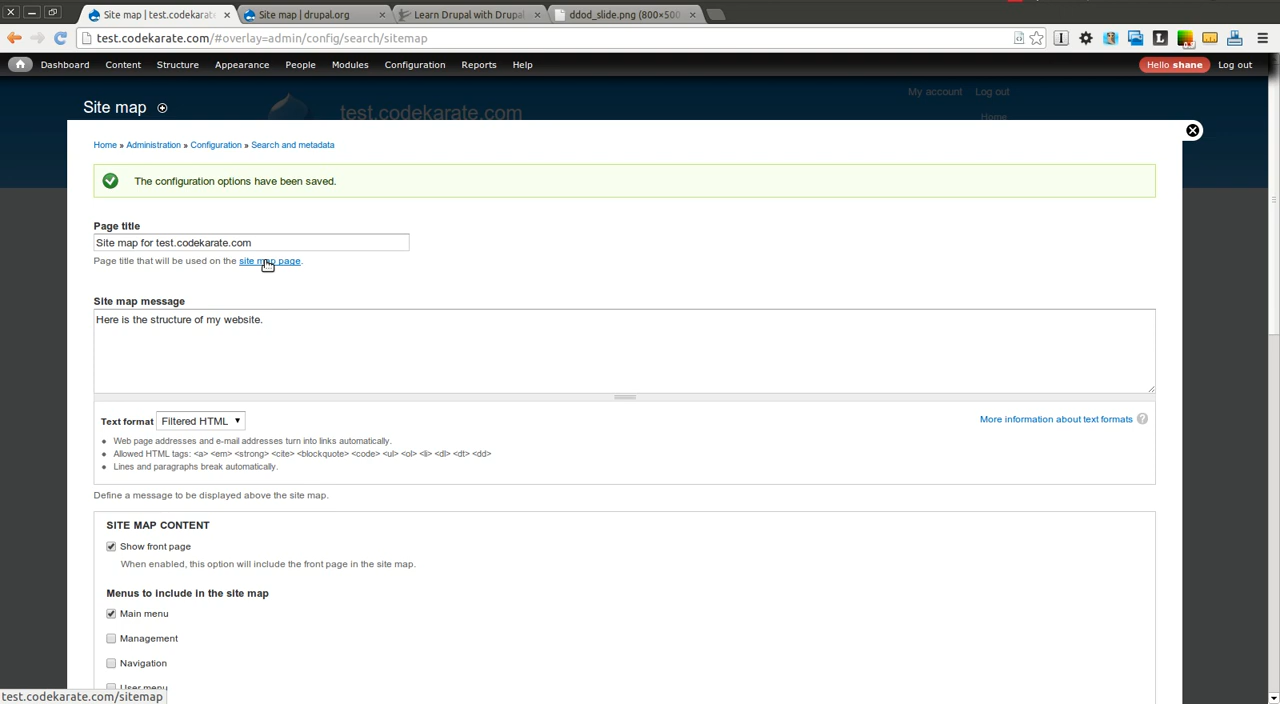 Site map | test.codekarate
Site map | drupal.org
Learn Drupal with Drupal
ddod_slide.png (800×500
test.codekarate.com/#overlay=admin/config/search/sitemap
Dashboard Content Structure Appearance People Modules Configuration Reports Help
Hello shane Log out
My account Log out
Site map
test.codekarate.com
Home
Home » Administration » Configuration » Search and metadata
The configuration options have been saved.
Page title
Site map for test.codekarate.com
Page title that will be used on the site map page.
Site map message
Here is the structure of my website.
Text format Filtered HTML
More information about text formats ?
Web page addresses and e-mail addresses turn into links automatically.
Allowed HTML tags: <a> <em> <strong> <cite> <blockquote> <code> <ul> <ol> <li> <dl> <dt> <dd>
Lines and paragraphs break automatically.
Define a message to be displayed above the site map.
SITE MAP CONTENT
Show front page
When enabled, this option will include the front page in the site map.
Menus to include in the site map
Main menu
Management
Navigation
User menu
test.codekarate.com/sitemap